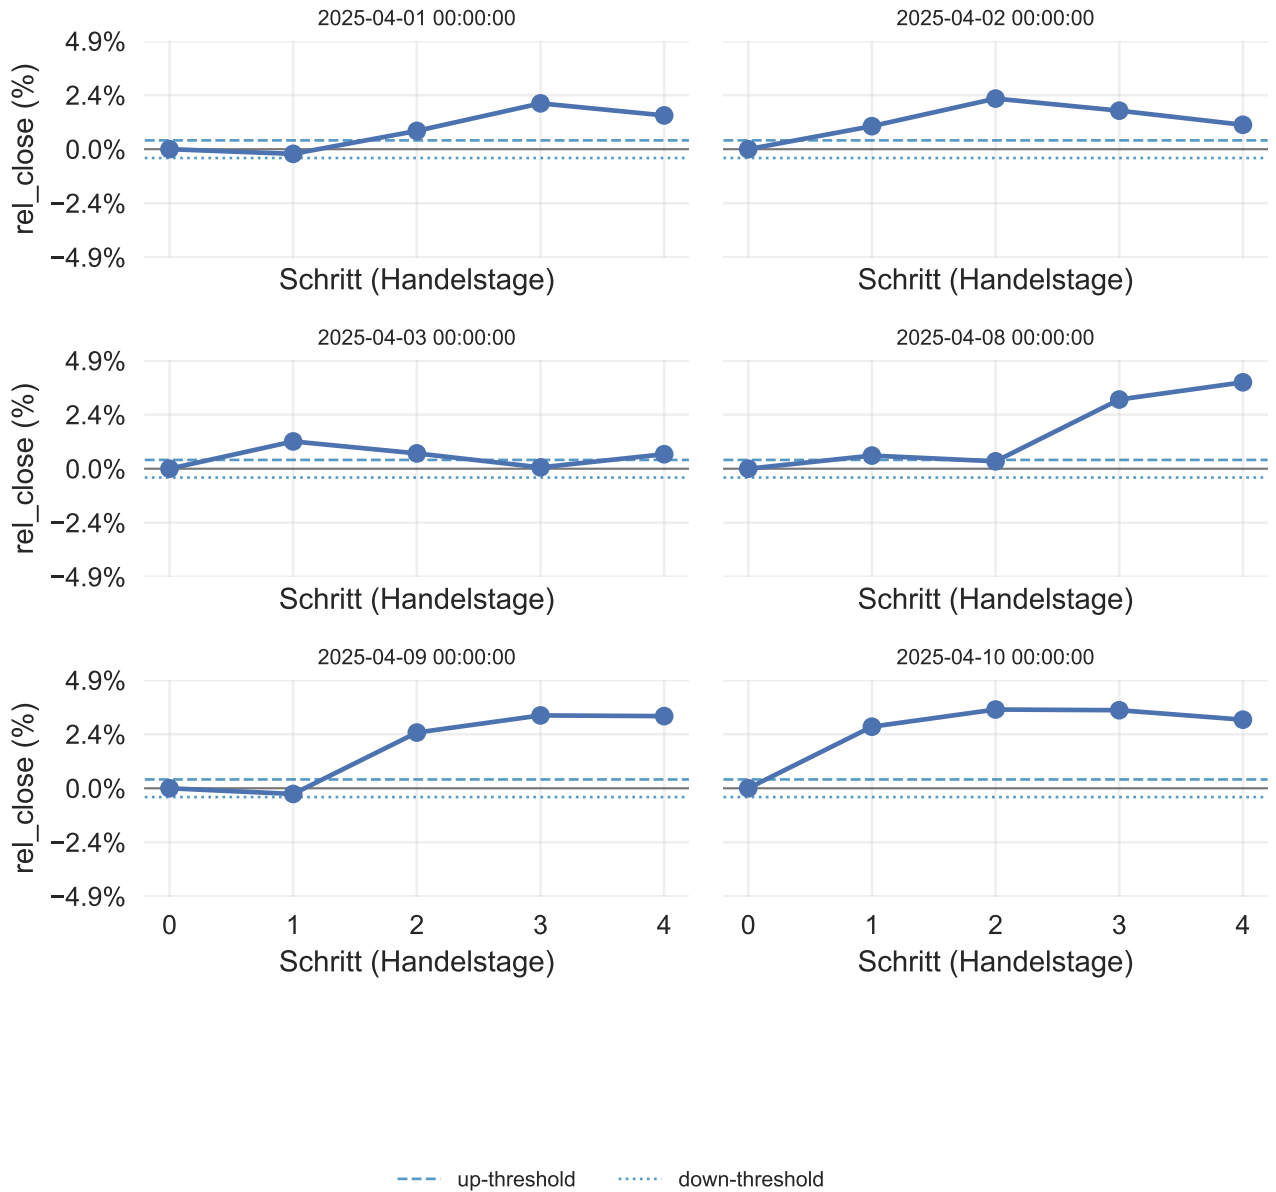 2025-04-01 00:00:00
2025-04-02 00:00:00
4.9%
2.4%
0.0%
−2.4%
−4.9%
rel_close (%)
Schritt (Handelstage)
Schritt (Handelstage)
2025-04-03 00:00:00
2025-04-08 00:00:00
4.9%
2.4%
0.0%
−2.4%
−4.9%
rel_close (%)
Schritt (Handelstage)
Schritt (Handelstage)
2025-04-09 00:00:00
2025-04-10 00:00:00
4.9%
2.4%
0.0%
−2.4%
−4.9%
rel_close (%)
0 1 2 3 4
0 1 2 3 4
Schritt (Handelstage)
Schritt (Handelstage)
up-threshold
down-threshold